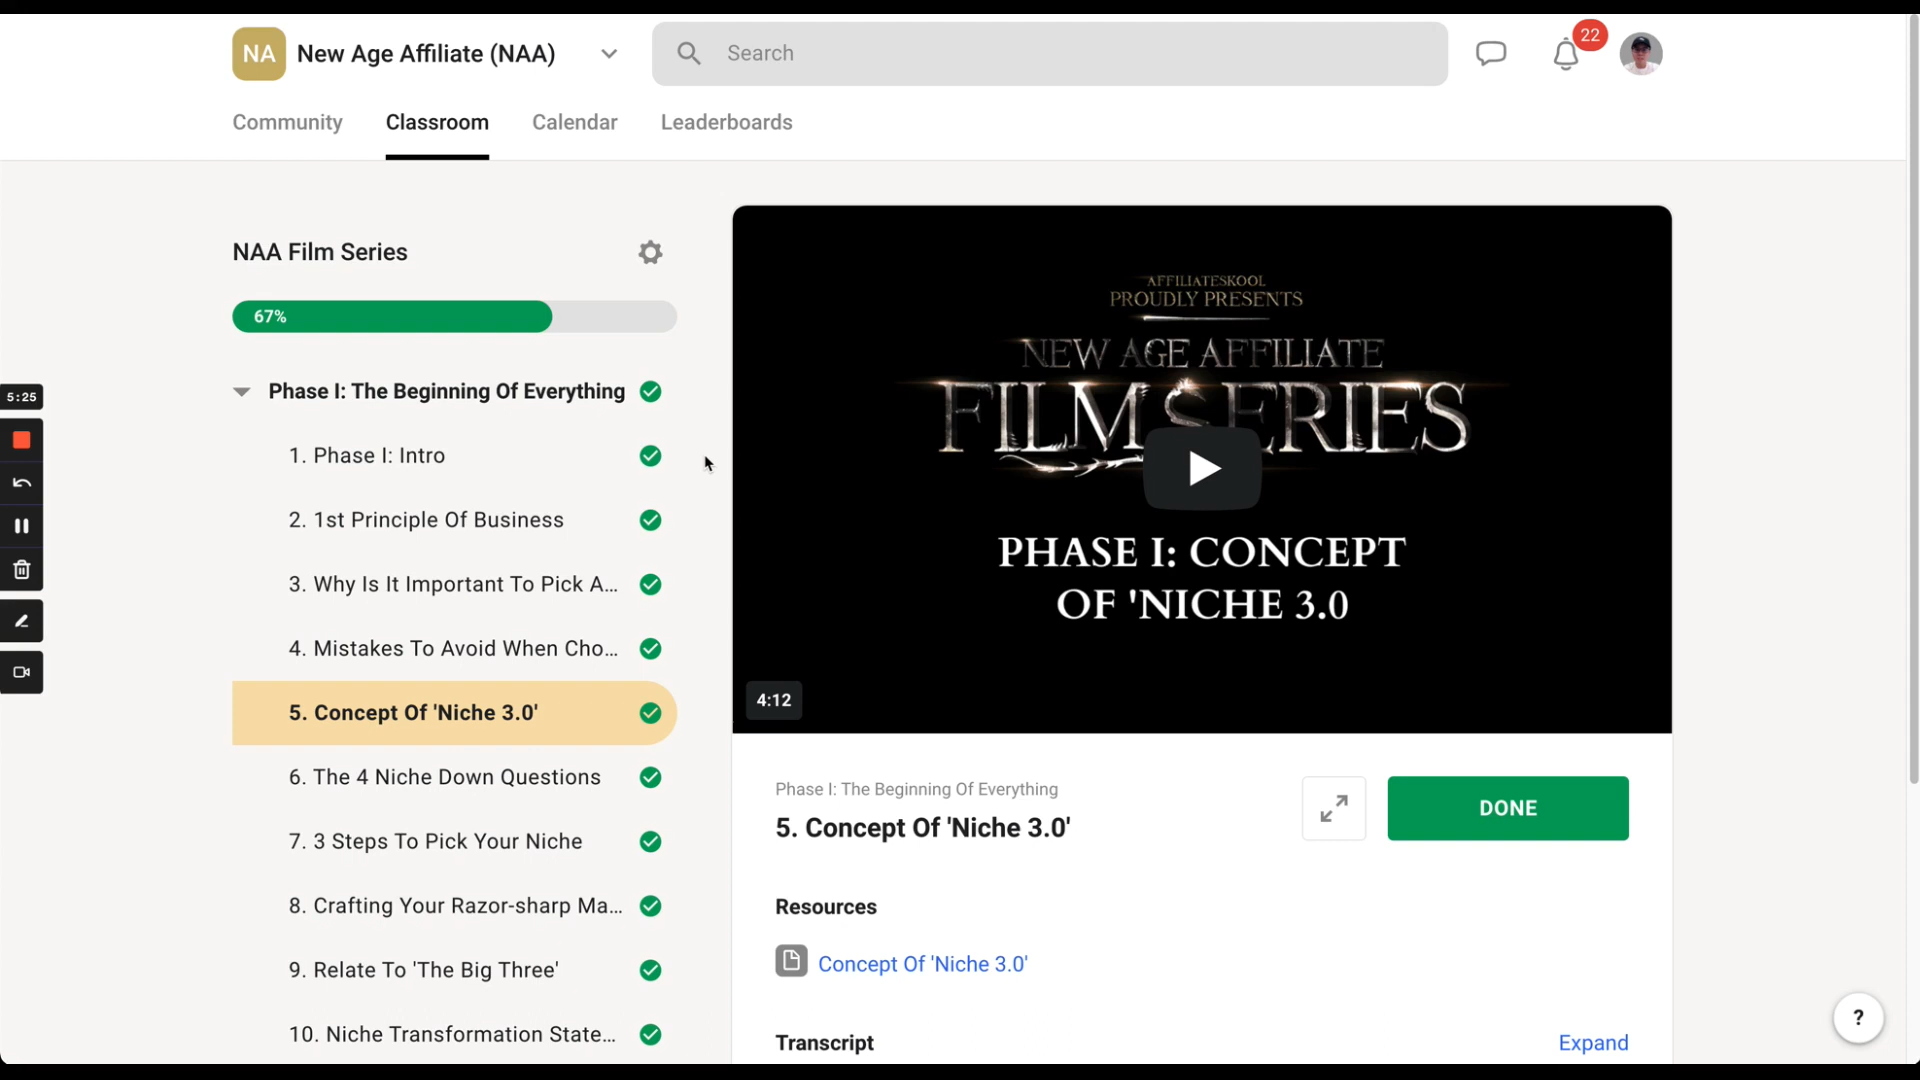 NA New Age Affiliate (NAA)
Search
22
Community Classroom Calendar Leaderboards
NAA Film Series
67%
Phase I: The Beginning Of Everything
1. Phase I: Intro
2. 1st Principle Of Business
3. Why Is It Important To Pick A...
4. Mistakes To Avoid When Cho...
5. Concept Of 'Niche 3.0'
6. The 4 Niche Down Questions
7. 3 Steps To Pick Your Niche
8. Crafting Your Razor-sharp Ma...
9. Relate To 'The Big Three'
10. Niche Transformation State...
5:25
AFFILIATESKOOL
PROUDLY PRESENTS
NEW AGE AFFILIATE
FILM SERIES
PHASE I: CONCEPT
OF 'NICHE 3.0
4:12
Phase I: The Beginning Of Everything
5. Concept Of 'Niche 3.0'
DONE
Resources
Concept Of 'Niche 3.0'
Transcript
Expand
?